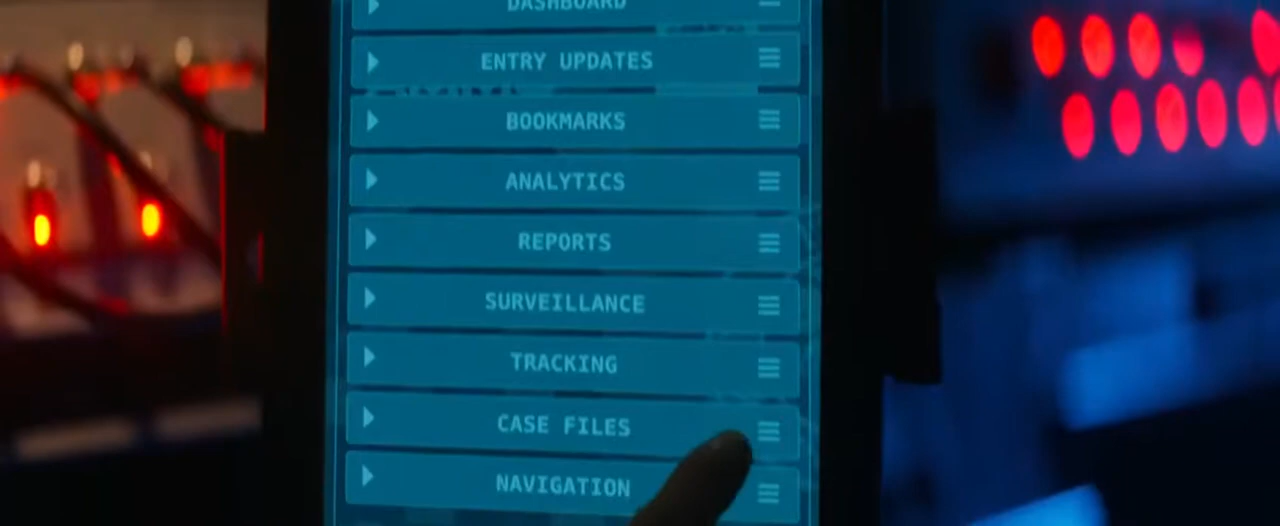 DASHBOARD
ENTRY UPDATES
BOOKMARKS
ANALYTICS
REPORTS
SURVEILLANCE
TRACKING
CASE FILES
NAVIGATION